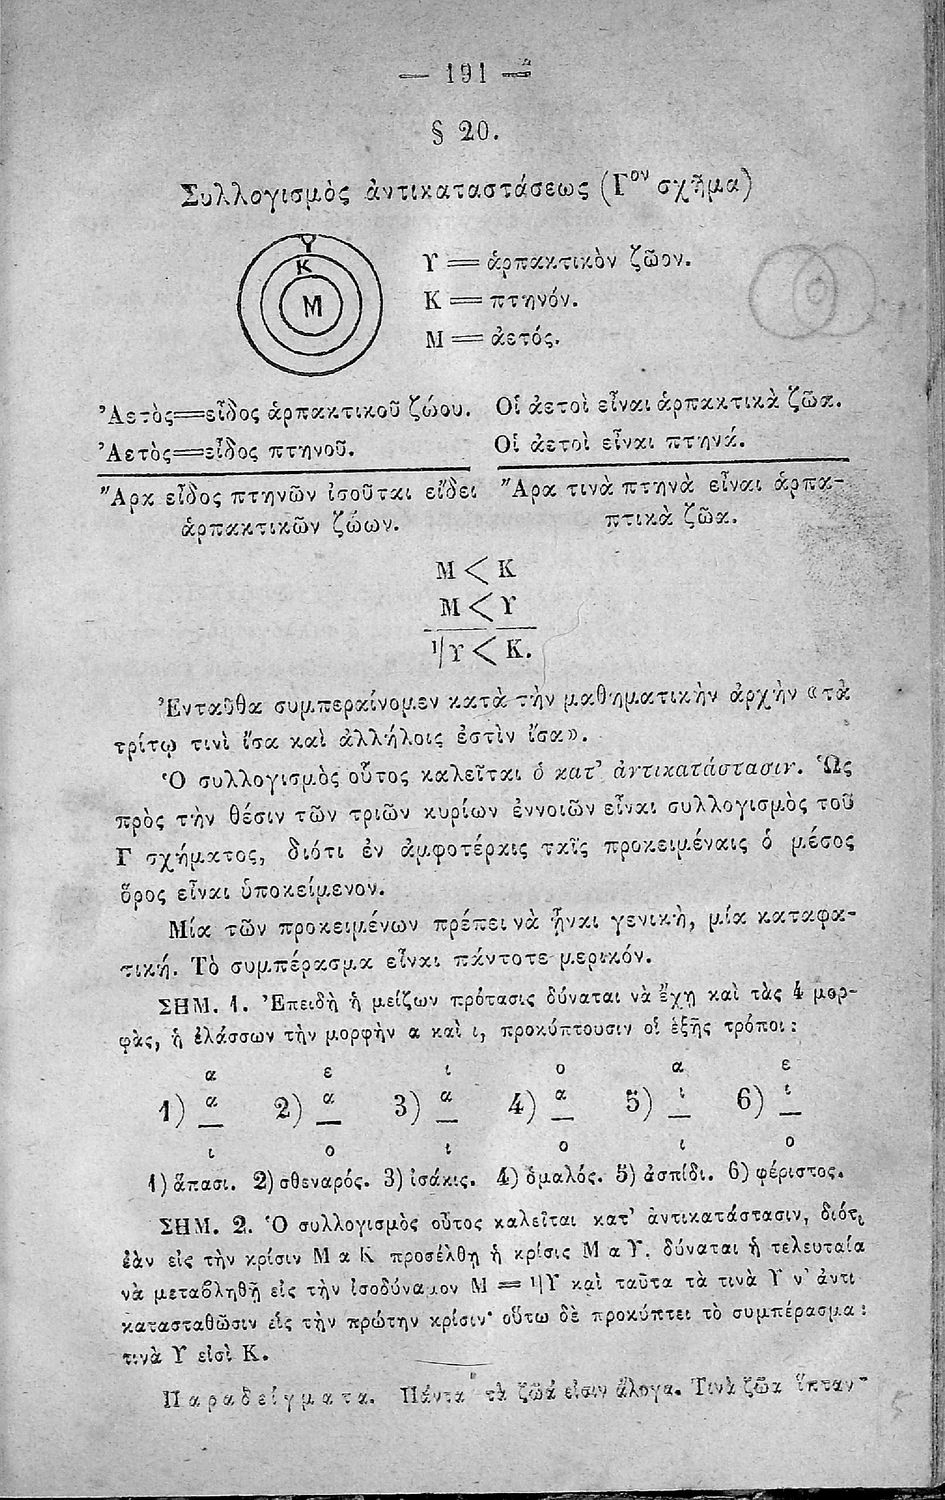 — 191 —
§ 20.
Συλλογισμὸς ἀντικαταστάσεως (Γον σχῆμα)
Υ
Κ
Μ
Υ = ἁρπακτικὸν ζῶον.
Κ = πτηνόν.
Μ = ἀετός.
Ἀετὸς=εἶδος ἁρπακτικοῦ ζώου.
Ἀετὸς=εἶδος πτηνοῦ.
Ἄρα εἶδος πτηνῶν ἰσοῦται εἴδει
ἁρπακτικῶν ζώων.
Οἱ ἀετοὶ εἶναι ἁρπακτικὰ ζῶα.
Οἱ ἀετοὶ εἶναι πτηνά.
Ἄρα τινὰ πτηνὰ εἶναι ἁρπα-
πτικὰ ζῶα.
Μ < Κ
Μ < Υ
1/Υ < Κ.
Ἐνταῦθα συμπεραίνομεν κατὰ τὴν μαθηματικὴν ἀρχὴν «τὰ
τρίτῳ τινὶ ἴσα καὶ ἀλλήλοις ἐστὶν ἴσα».
Ὁ συλλογισμὸς οὗτος καλεῖται ὁ κατ’ ἀντικατάστασιν. Ὡς
πρὸς τὴν θέσιν τῶν τριῶν κυρίων ἐννοιῶν εἶναι συλλογισμὸς τοῦ
Γ σχήματος, διότι ἐν ἀμφοτέραις ταῖς προκειμέναις ὁ μέσος
ὅρος εἶναι ὑποκείμενον.
Μία τῶν προκειμένων πρέπει νὰ ἦναι γενικὴ, μία καταφα-
τική. Τὸ συμπέρασμα εἶναι πάντοτε μερικόν.
ΣΗΜ. 1. Ἐπειδὴ ἡ μείζων πρότασις δύναται νὰ ἔχῃ καὶ τὰς 4 μορ-
φὰς, ἡ ἐλάσσων τὴν μορφὴν α καὶ ι, προκύπτουσιν οἱ ἑξῆς τρόποι:
α ε ι ο α ε
1) α 2) α 3) α 4) α 5) ι 6) ι
ι ο ι ο ι ο
1) ἅπασι. 2) σθεναρός. 3) ἰσάκις. 4) ὁμαλός. 5) ἀσπίδι. 6) φέριστος.
ΣΗΜ. 2. Ὁ συλλογισμὸς οὗτος καλεῖται κατ’ ἀντικατάστασιν, διότι
ἐὰν εἰς τὴν κρίσιν Μ α Κ προσέλθῃ ἡ κρίσις Μ α Υ, δύναται ἡ τελευταία
νὰ μεταβληθῇ εἰς τὴν ἰσοδύναμον Μ = 1/Υ καὶ ταῦτα τὰ τινὰ Υ ν’ ἀντι
κατασταθῶσιν εἰς τὴν πρώτην κρίσιν· οὕτω δὲ προκύπτει τὸ συμπέρασμα:
τινὰ Υ εἰσὶ Κ.
Παραδείγματα. Πάντα τὰ ζῶά εἰσιν ἄλογα. Τινὰ ζῶα ἵπταν-